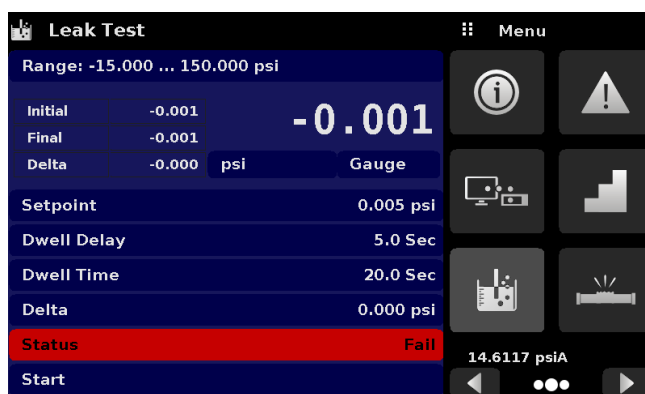 Leak Test
Menu
Range: -15.000 ... 150.000 psi
Initial -0.001
Final -0.001
Delta -0.000
-0.001
psi Gauge
Setpoint 0.005 psi
Dwell Delay 5.0 Sec
Dwell Time 20.0 Sec
Delta 0.000 psi
Status Fail
Start
14.6117 psiA